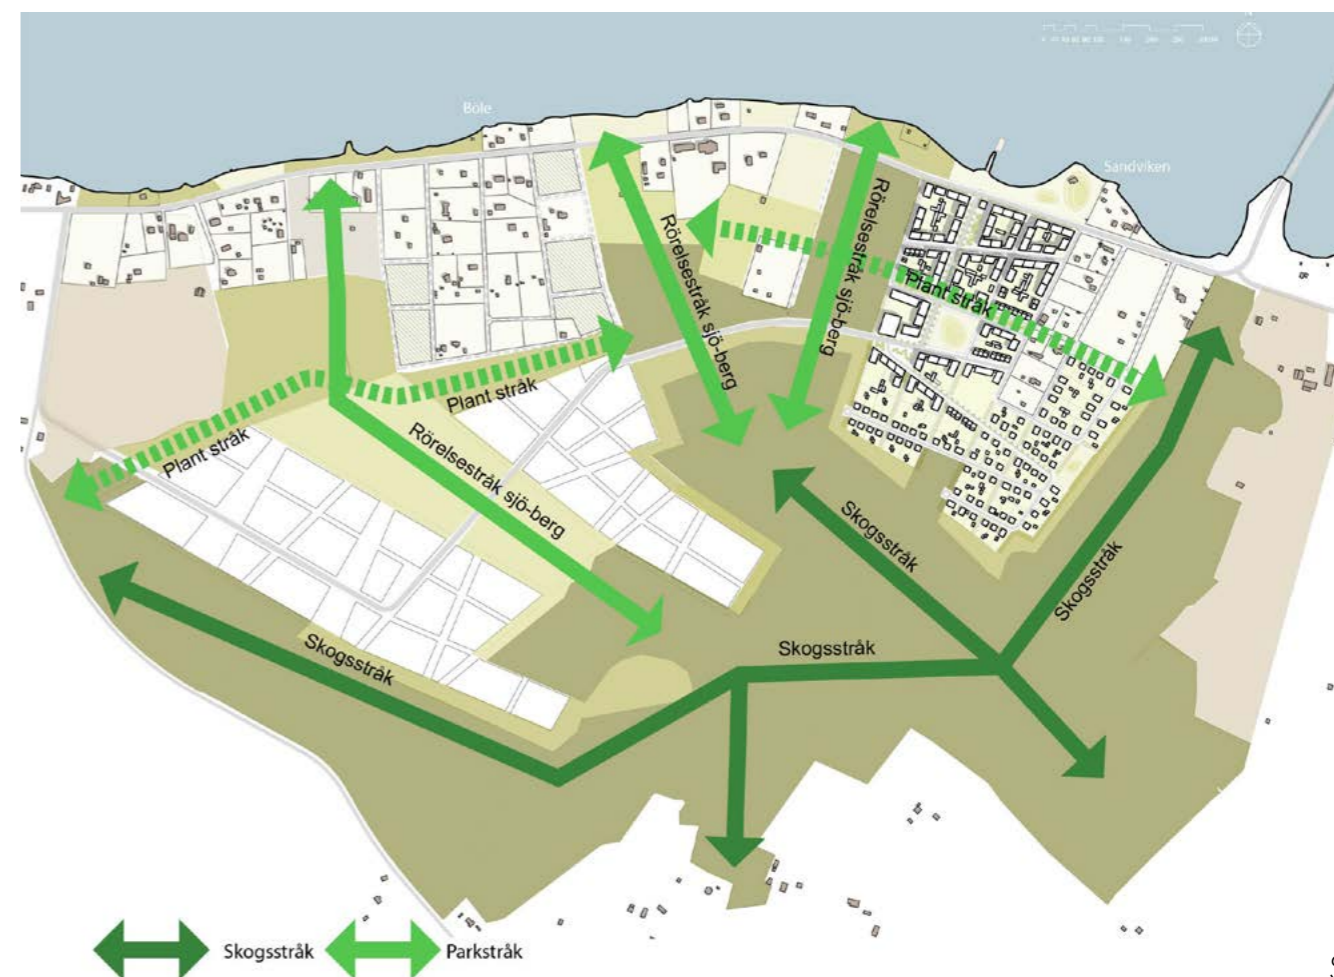 N
Böle
Sandviken
Rörelsestråk sjö-berg
Rörelsestråk sjö-berg
Plant stråk
Plant stråk
Plant stråk
Rörelsestråk sjö-berg
Skogsstråk
Skogsstråk
Skogsstråk
Skogsstråk
Skogsstråk
Parkstråk